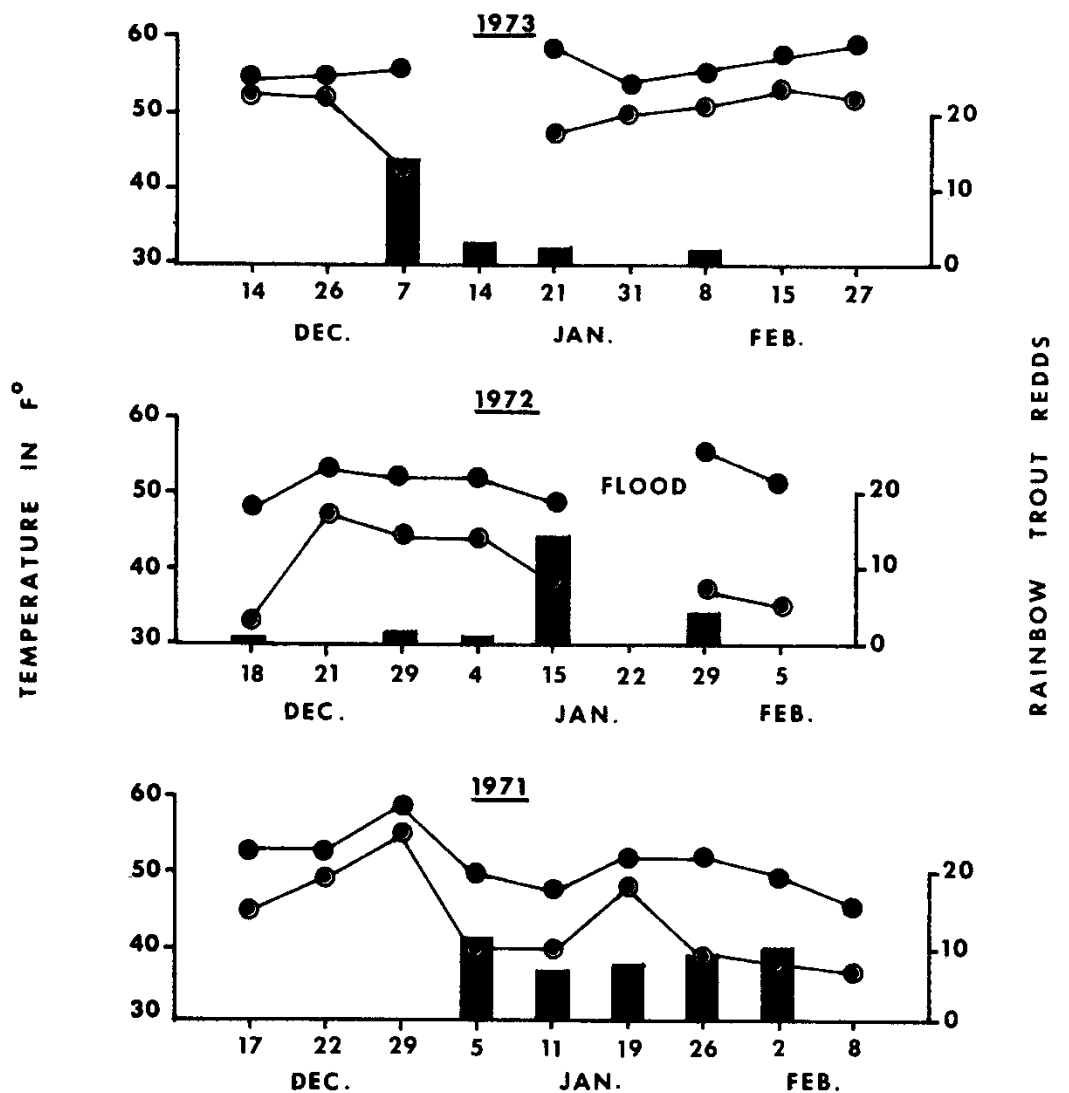 1973
60
50
40
30
20
10
0
14 26 7 14 21 31 8 15 27
DEC. JAN. FEB.
TEMPERATURE IN F°
RAINBOW TROUT REDDS
1972
60
50
40
30
FLOOD
20
10
0
18 21 29 4 15 22 29 5
DEC. JAN. FEB.
1971
60
50
40
30
20
10
0
17 22 29 5 11 19 26 2 8
DEC. JAN. FEB.